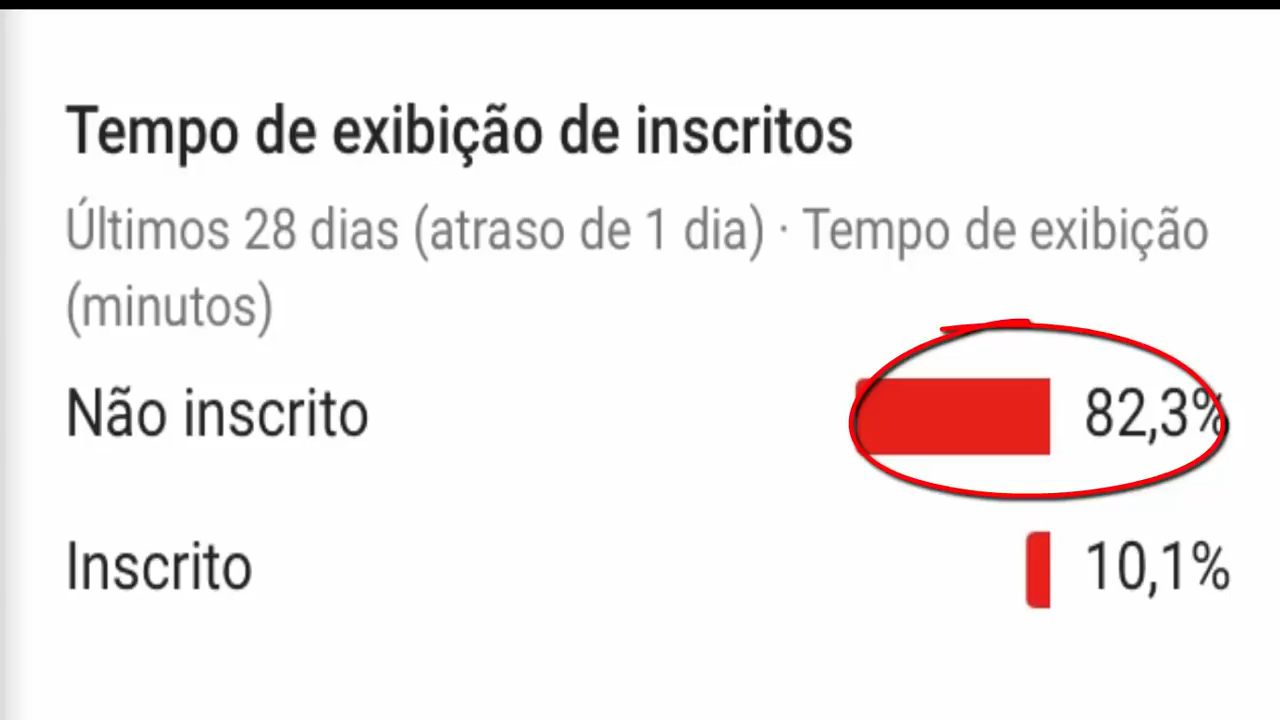 Tempo de exibição de inscritos
Últimos 28 dias (atraso de 1 dia) · Tempo de exibição
(minutos)
Não inscrito 82,3%
Inscrito 10,1%